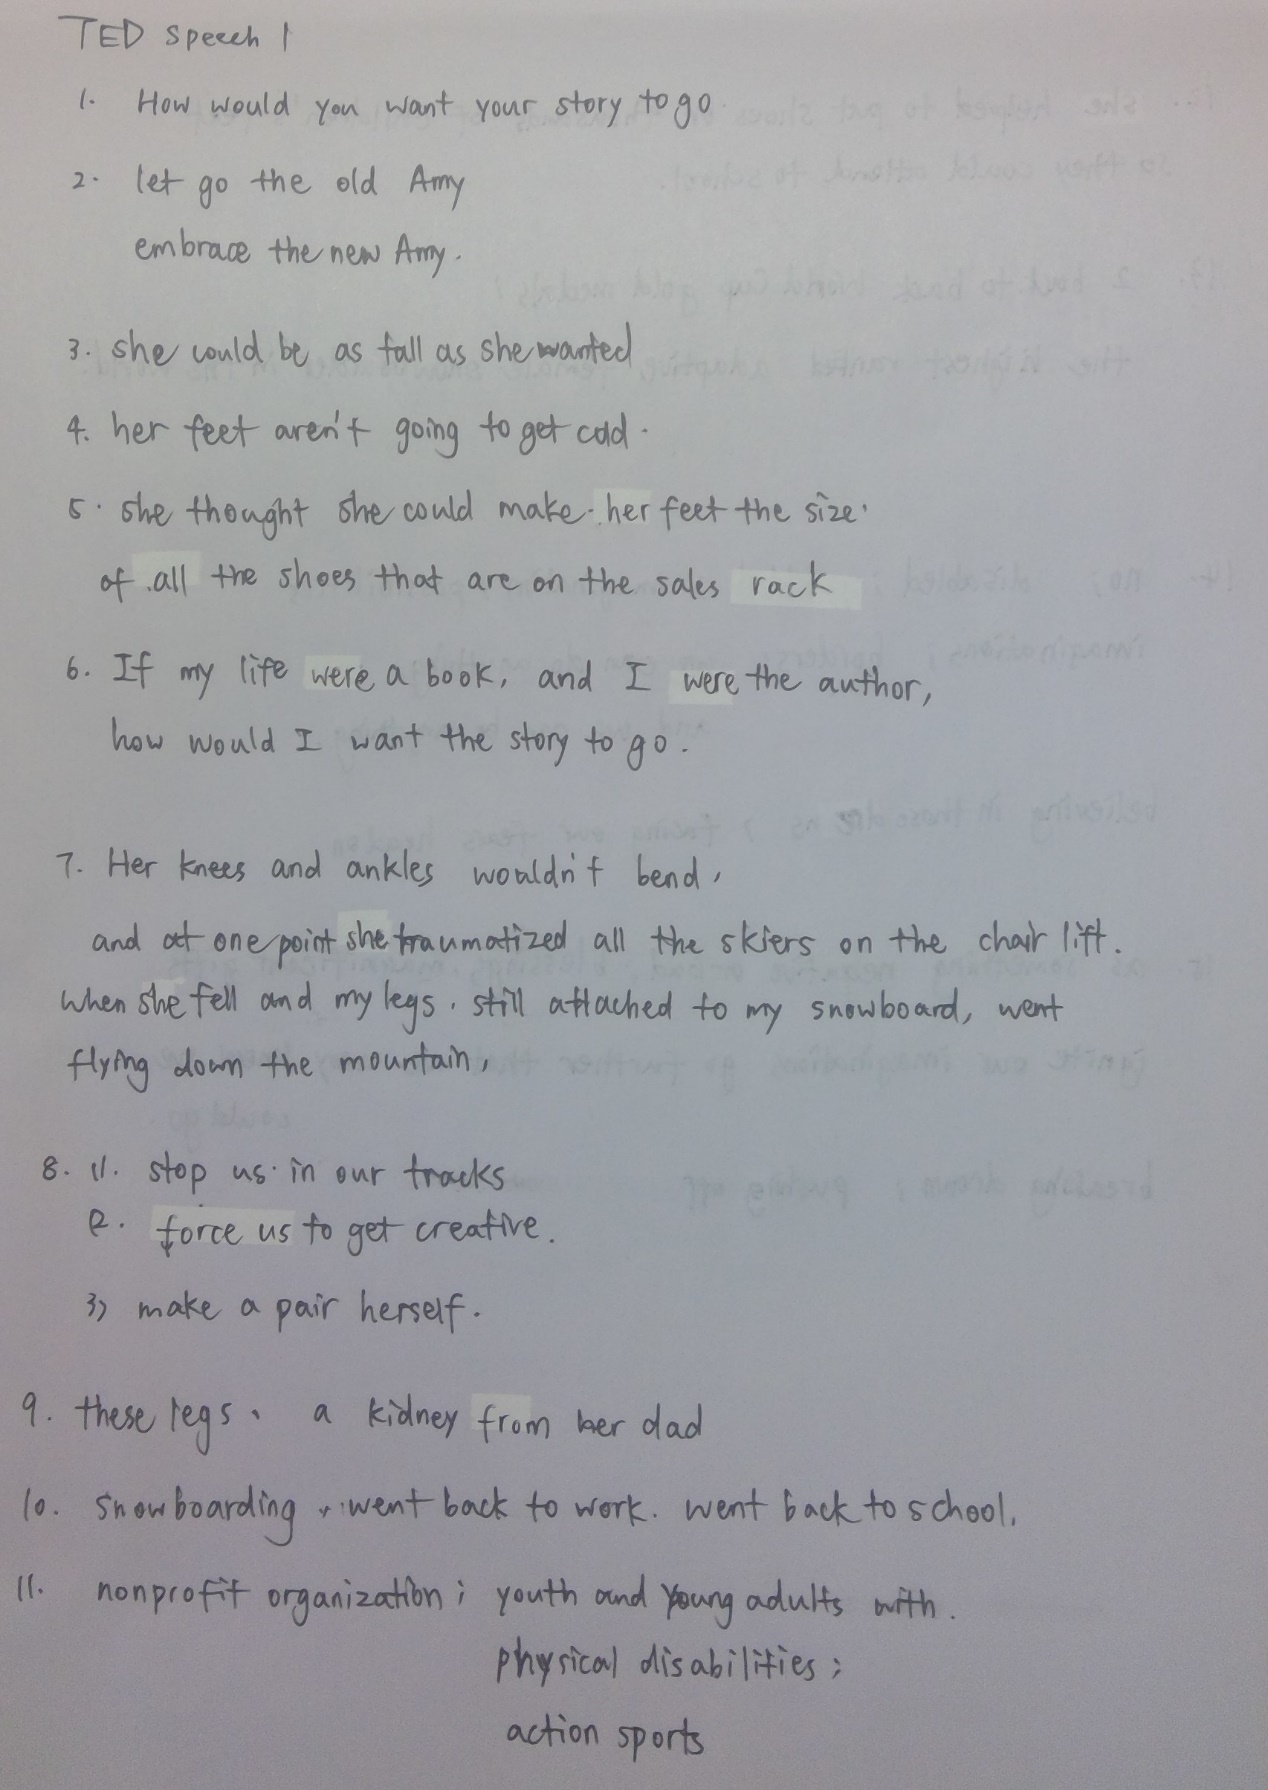 TED speech 1
1. How would you want your story to go
2. let go the old Amy
embrace the new Amy.
3. she could be as tall as she wanted
4. her feet aren't going to get cold.
5. she thought she could make her feet the size
of all the shoes that are on the sales rack
6. If my life were a book, and I were the author,
how would I want the story to go.
7. Her knees and ankles wouldn't bend,
and at one point she traumatized all the skiers on the chair lift.
when she fell and my legs, still attached to my snowboard, went
flying down the mountain,
8. 1). stop us in our tracks
2. force us to get creative.
3) make a pair herself.
9. these legs, a kidney from her dad
10. snowboarding, went back to work. went back to school.
11. nonprofit organization; youth and young adults with.
physical disabilities;
action sports